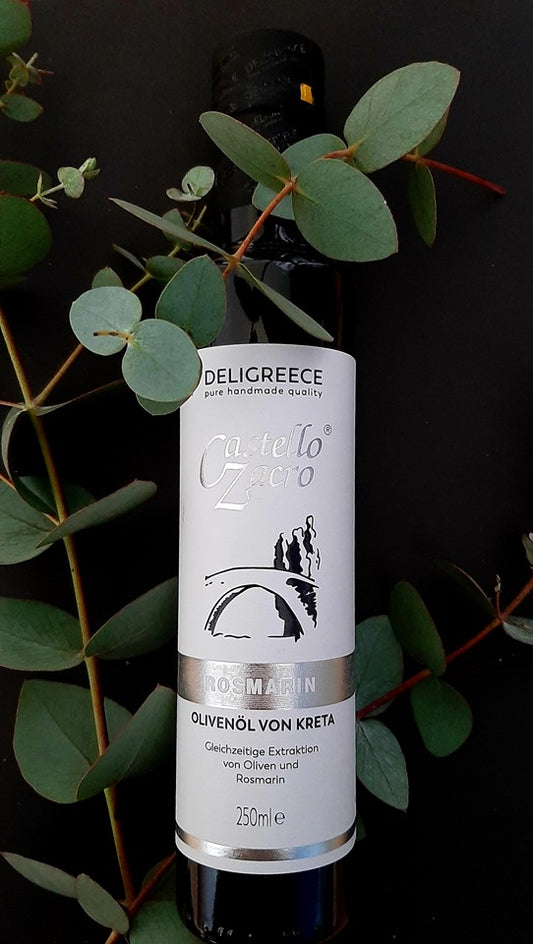 DELIGREECE
pure handmade quality
Castello®
Zacro
ROSMARIN
OLIVENÖL VON KRETA
Gleichzeitige Extraktion
von Oliven und
Rosmarin
250ml ℮